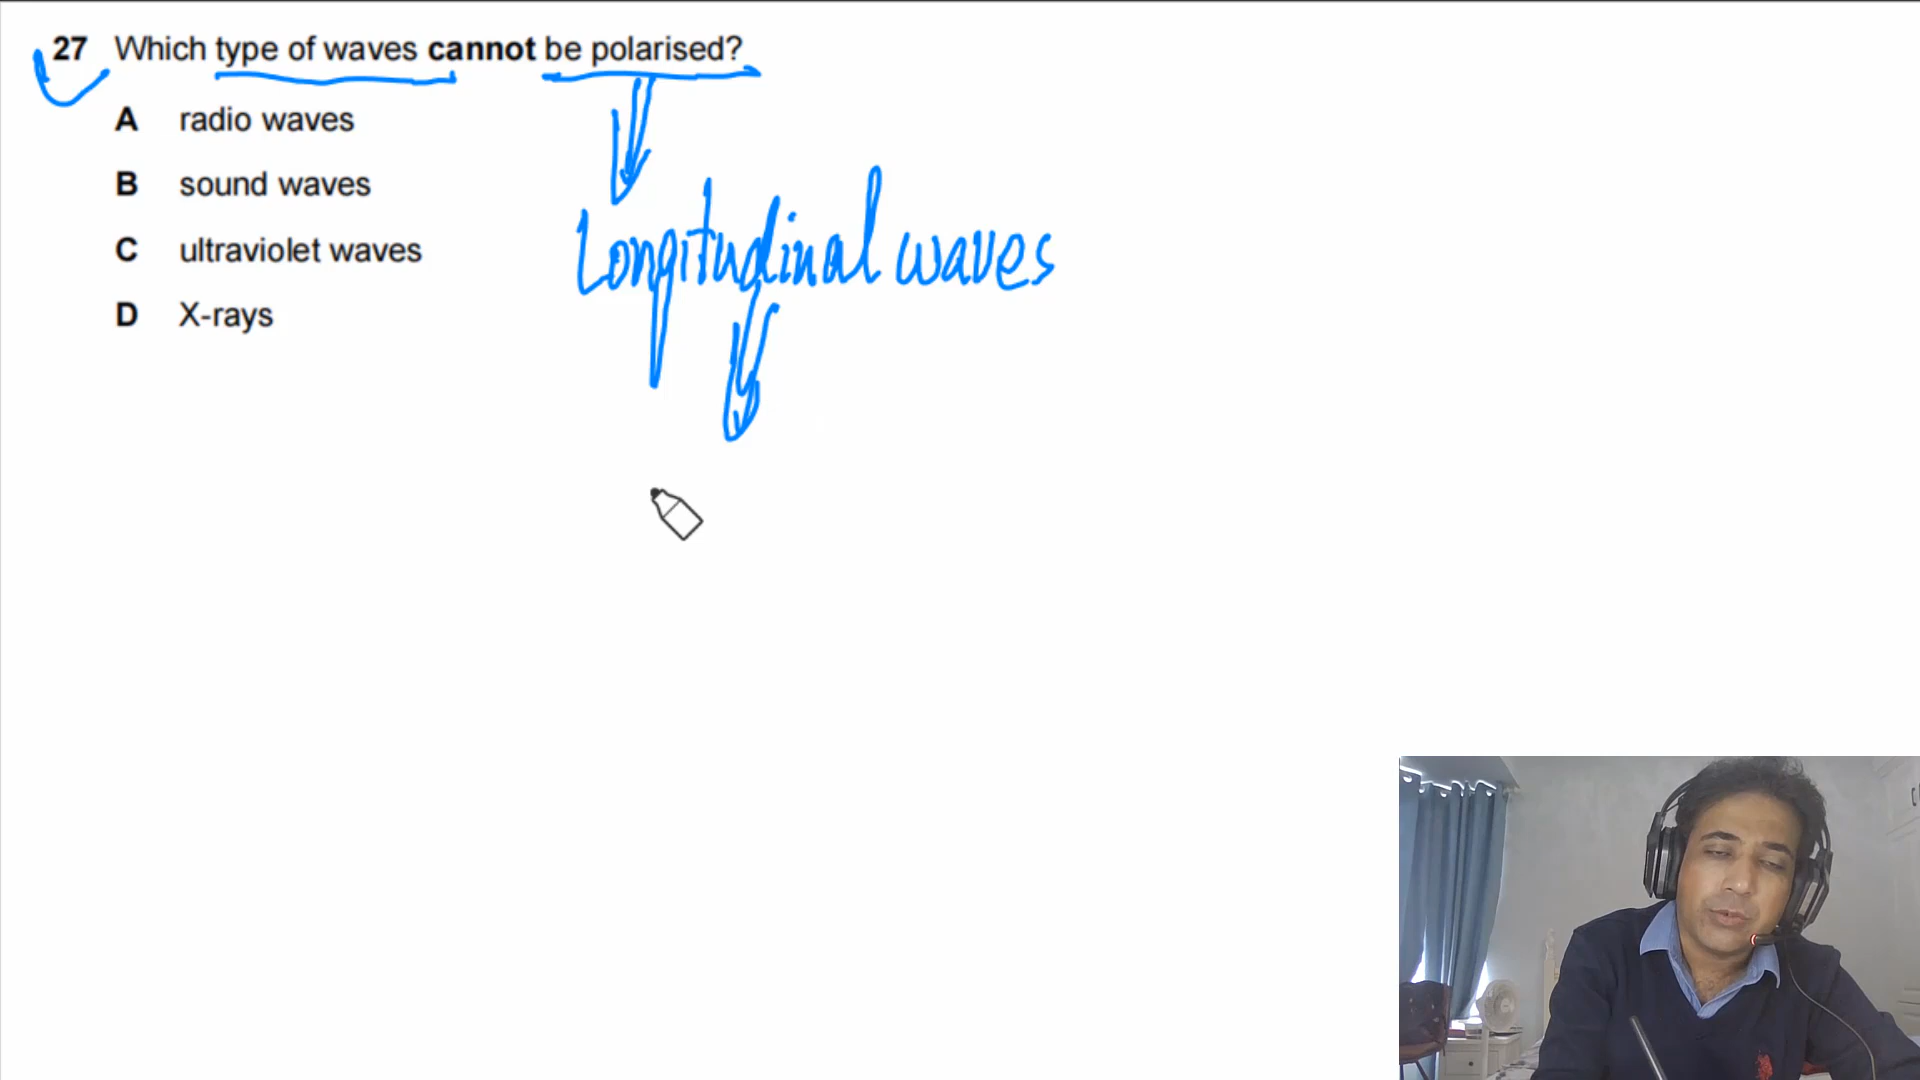 27 Which type of waves cannot be polarised?
A radio waves
B sound waves
C ultraviolet waves
D X-rays
Longitudinal waves